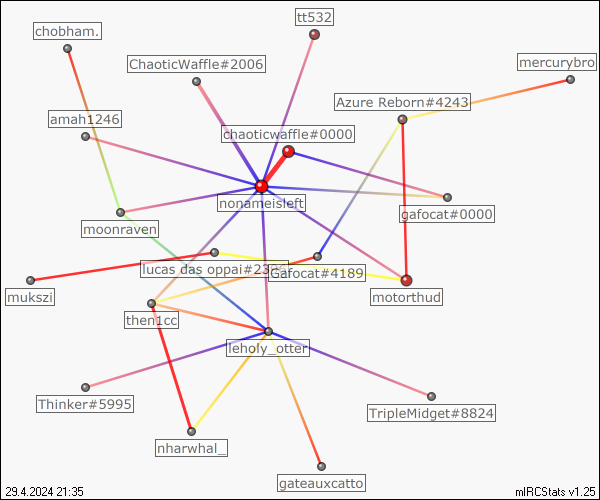 tt532
chobham.
ChaoticWaffle#2006
mercurybro
Azure Reborn#4243
amah1246
chaoticwaffle#0000
nonameisleft
gafocat#0000
moonraven
lucas das oppai#2
Gafocat#4189
mukszi
motorthud
then1cc
leholy_otter
Thinker#5995
TripleMidget#8824
nharwhal_
gateauxcatto
29.4.2024 21:35
mIRCStats v1.25